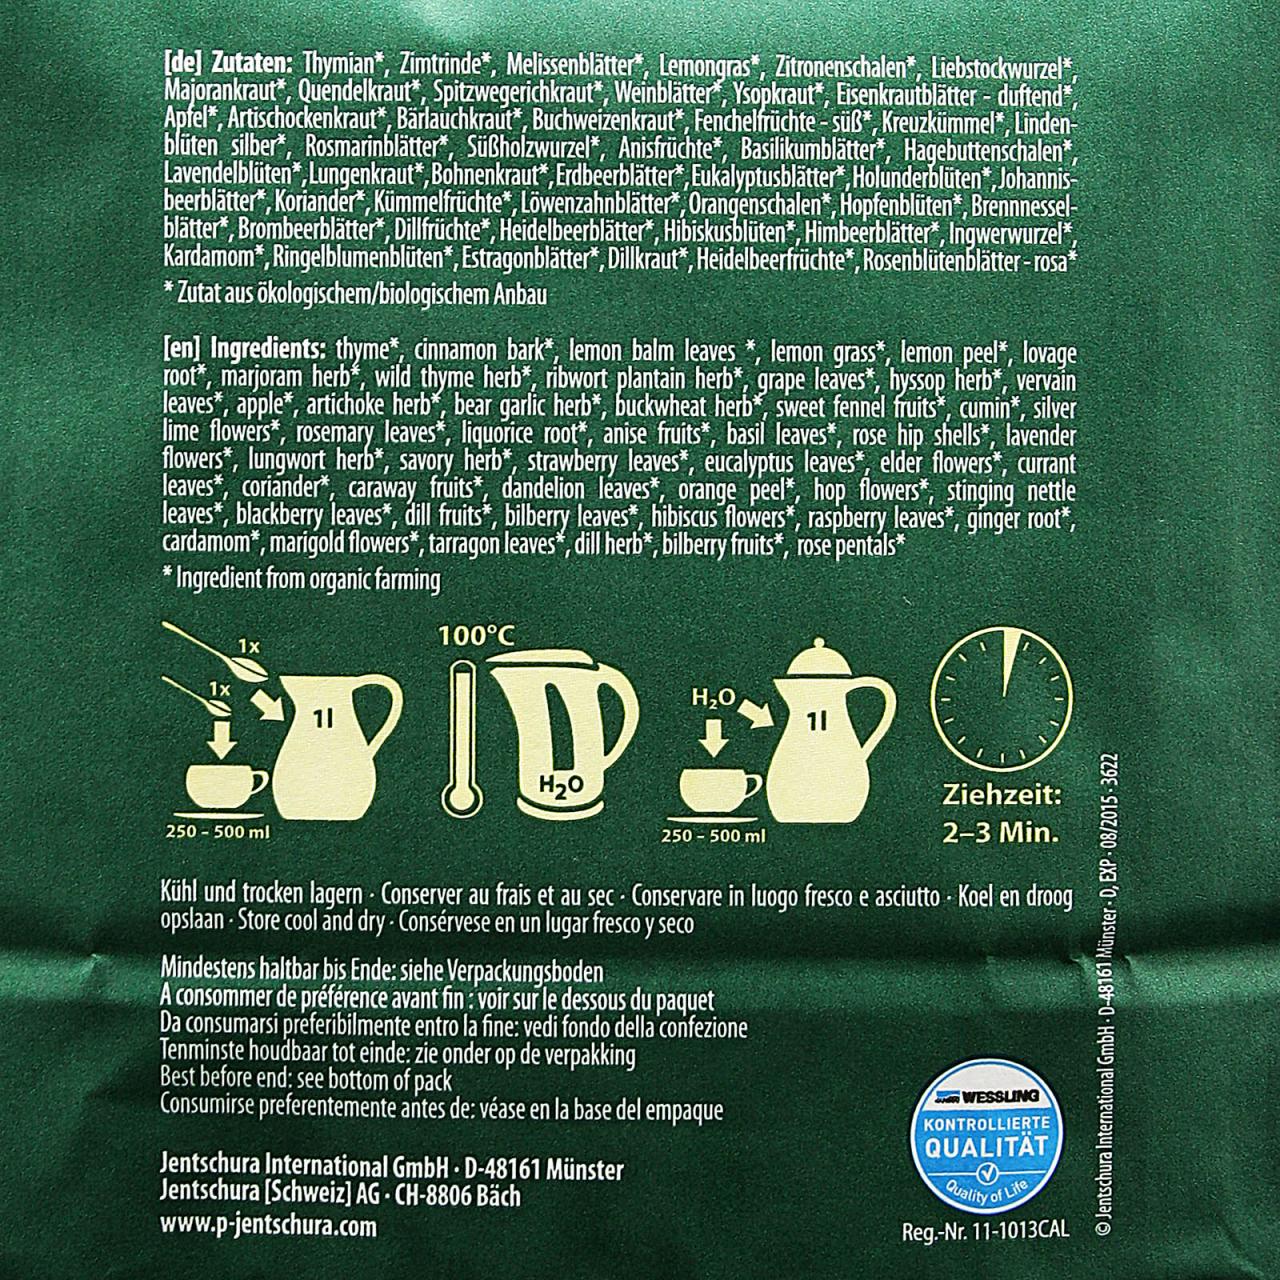 [de] Zutaten: Thymian*, Zimtrinde*, Melissenblätter*, Lemongras*, Zitronenschalen*, Liebstockwurzel*,
Majorankraut*, Quendelkraut*, Spitzwegerichkraut*, Weinblätter*, Ysopkraut*, Eisenkrautblätter - duftend*,
Apfel*, Artischockenkraut*, Bärlauchkraut*, Buchweizenkraut*, Fenchelfrüchte - süß*, Kreuzkümmel*, Linden-
blüten silber*, Rosmarinblätter*, Süßholzwurzel*, Anisfrüchte*, Basilikumblätter*, Hagebuttenschalen*,
Lavendelblüten*, Lungenkraut*, Bohnenkraut*, Erdbeerblätter*, Eukalyptusblätter*, Holunderblüten*, Johannis-
beerblätter*, Koriander*, Kümmelfrüchte*, Löwenzahnblätter*, Orangenschalen*, Hopfenblüten*, Brennnessel-
blätter*, Brombeerblätter*, Dillfrüchte*, Heidelbeerblätter*, Hibiskusblüten*, Himbeerblätter*, Ingwerwurzel*,
Kardamom*, Ringelblumenblüten*, Estragonblätter*, Dillkraut*, Heidelbeerfrüchte*, Rosenblütenblätter - rosa*
* Zutat aus ökologischem/biologischem Anbau
[en] Ingredients: thyme*, cinnamon bark*, lemon balm leaves *, lemon grass*, lemon peel*, lovage
root*, marjoram herb*, wild thyme herb*, ribwort plantain herb*, grape leaves*, hyssop herb*, vervain
leaves*, apple*, artichoke herb*, bear garlic herb*, buckwheat herb*, sweet fennel fruits*, cumin*, silver
lime flowers*, rosemary leaves*, liquorice root*, anise fruits*, basil leaves*, rose hip shells*, lavender
flowers*, lungwort herb*, savory herb*, strawberry leaves*, eucalyptus leaves*, elder flowers*, currant
leaves*, coriander*, caraway fruits*, dandelion leaves*, orange peel*, hop flowers*, stinging nettle
leaves*, blackberry leaves*, dill fruits*, bilberry leaves*, hibiscus flowers*, raspberry leaves*, ginger root*,
cardamom*, marigold flowers*, tarragon leaves*, dill herb*, bilberry fruits*, rose pentals*
* Ingredient from organic farming
1x
1x
1l
250 - 500 ml
100°C
H₂O
H₂O
1l
250 - 500 ml
Ziehzeit:
2–3 Min.
Kühl und trocken lagern · Conserver au frais et au sec · Conservare in luogo fresco e asciutto · Koel en droog
opslaan · Store cool and dry · Consérvese en un lugar fresco y seco
Mindestens haltbar bis Ende: siehe Verpackungsboden
A consommer de préférence avant fin : voir sur le dessous du paquet
Da consumarsi preferibilmente entro la fine: vedi fondo della confezione
Tenminste houdbaar tot einde: zie onder op de verpakking
Best before end: see bottom of pack
Consumirse preferentemente antes de: véase en la base del empaque
Jentschura International GmbH · D-48161 Münster
Jentschura [Schweiz] AG · CH-8806 Bäch
www.p-jentschura.com
WESSLING
KONTROLLIERTE
QUALITÄT
Quality of Life
Reg.-Nr. 11-1013CAL
© Jentschura International GmbH · D-48161 Münster · D, EXP · 08/2015 · 3622